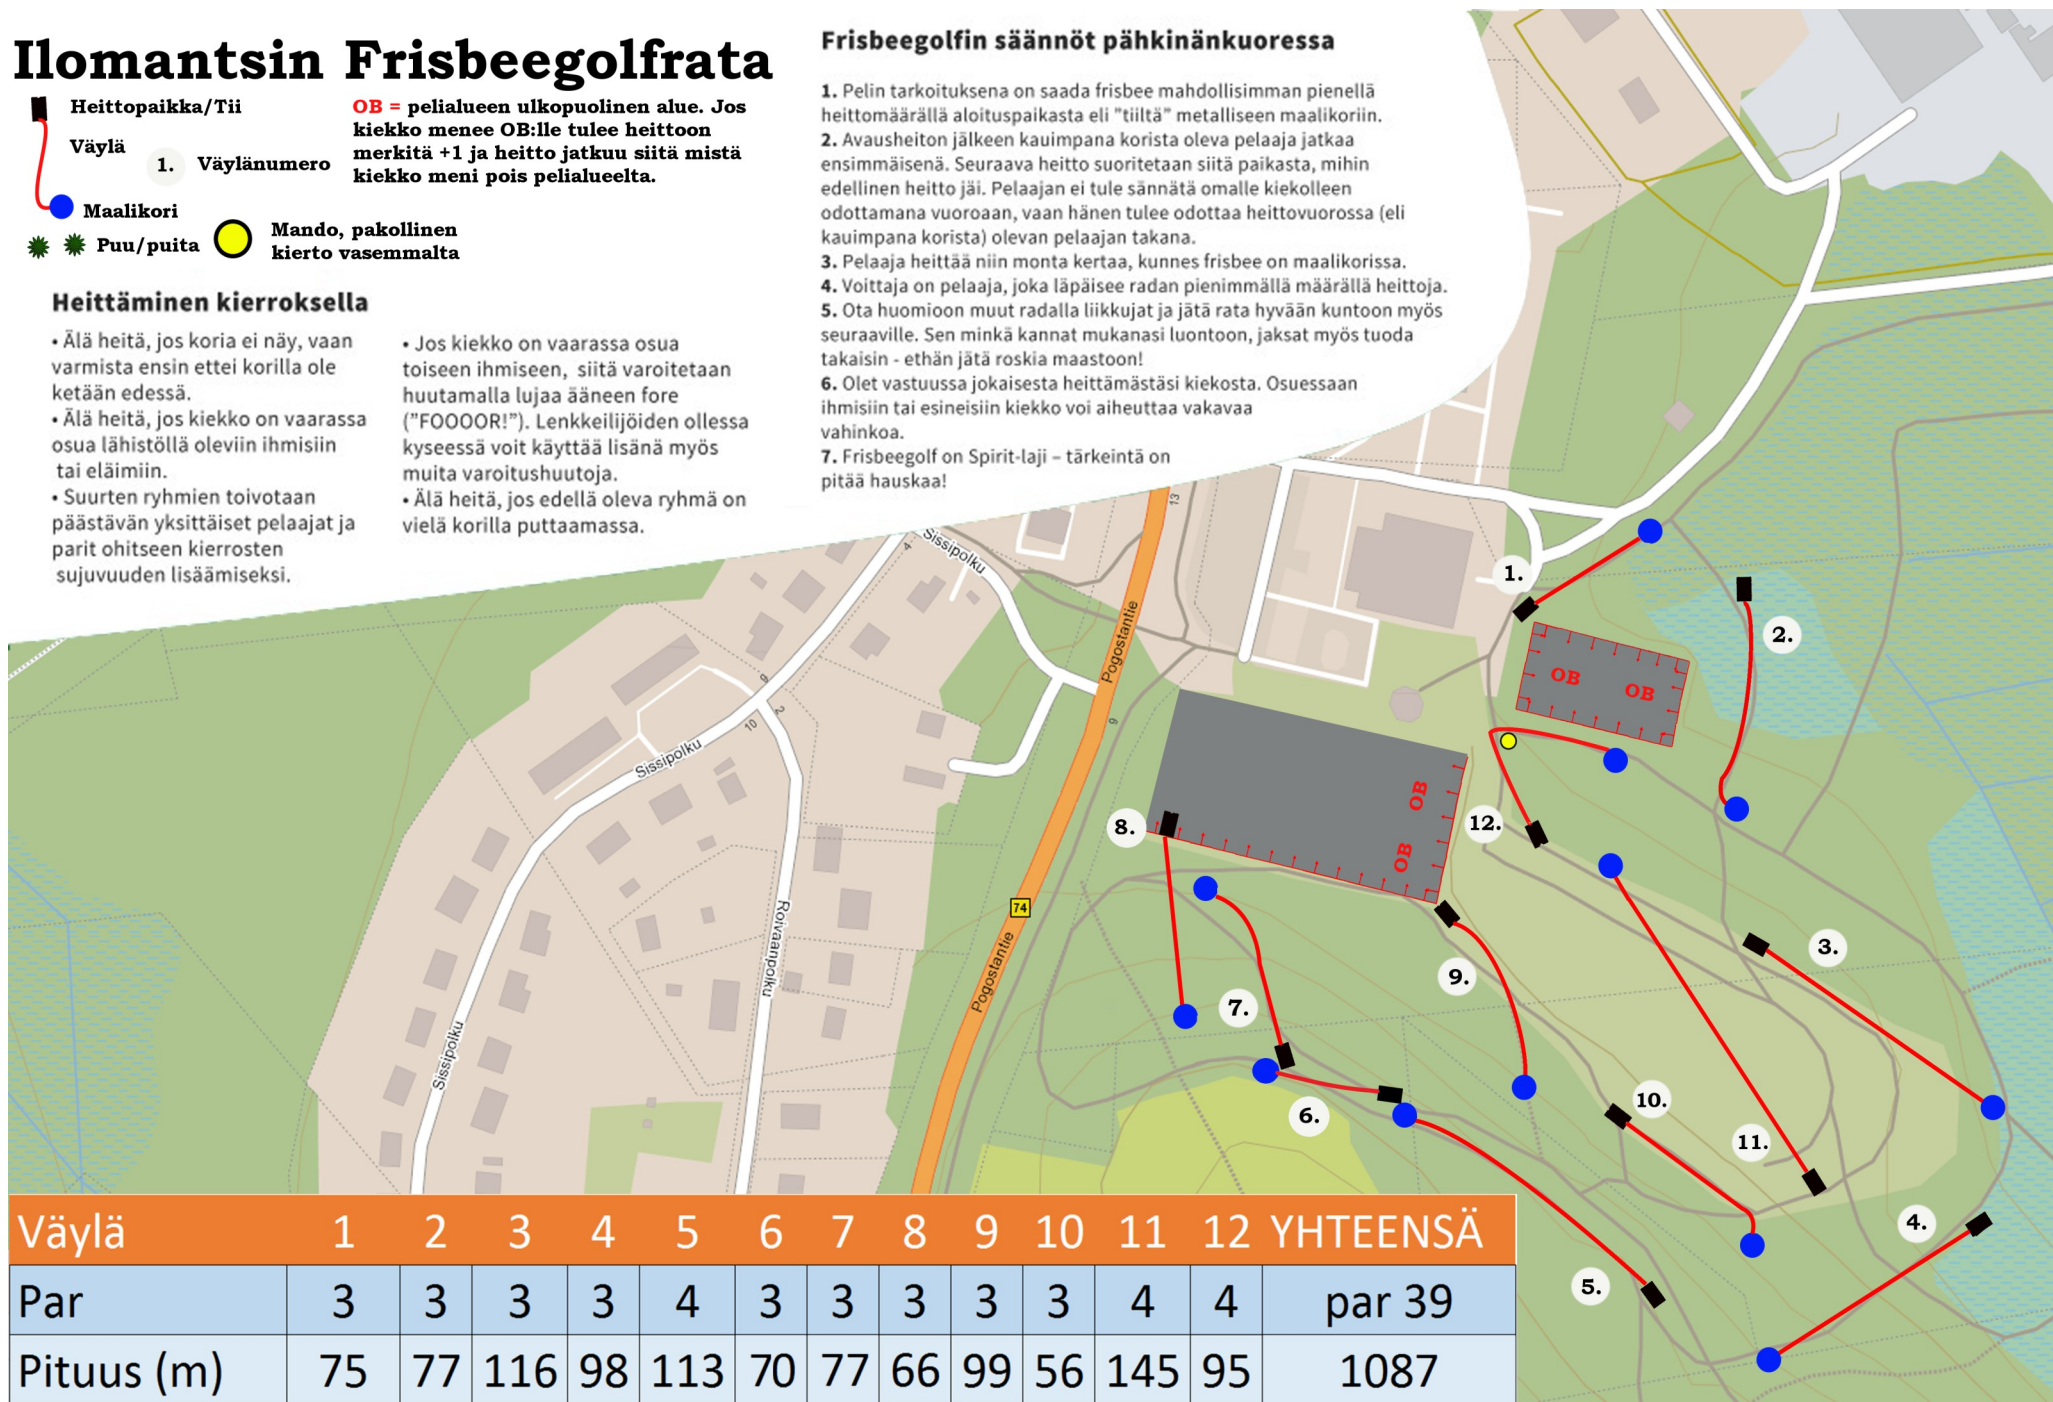 Ilomantsin Frisbeegolfrata
Heittopaikka/Tii
Väylä
1.
Väylänumero
Maalikori
Puu/puita
Mando, pakollinen
kierto vasemmalta
OB = pelialueen ulkopuolinen alue. Jos
kiekko menee OB:lle tulee heittoon
merkitä +1 ja heitto jatkuu siitä mistä
kiekko meni pois pelialueelta.
Heittäminen kierroksella
• Älä heitä, jos koria ei näy, vaan
varmista ensin ettei korilla ole
ketään edessä.
• Älä heitä, jos kiekko on vaarassa
osua lähistöllä oleviin ihmisiin
tai eläimiin.
• Suurten ryhmien toivotaan
päästävän yksittäiset pelaajat ja
parit ohitseen kierrosten
sujuvuuden lisäämiseksi.
• Jos kiekko on vaarassa osua
toiseen ihmiseen, siitä varoitetaan
huutamalla lujaa ääneen fore
("FOOOOR!"). Lenkkeilijöiden ollessa
kyseessä voit käyttää lisänä myös
muita varoitushuutoja.
• Älä heitä, jos edellä oleva ryhmä on
vielä korilla puttaamassa.
Frisbeegolfin säännöt pähkinänkuoressa
1. Pelin tarkoituksena on saada frisbee mahdollisimman pienellä
heittomäärällä aloituspaikasta eli "tiiltä" metalliseen maalikoriin.
2. Avausheiton jälkeen kauimpana korista oleva pelaaja jatkaa
ensimmäisenä. Seuraava heitto suoritetaan siitä paikasta, mihin
edellinen heitto jäi. Pelaajan ei tule sännätä omalle kiekolleen
odottamana vuoroaan, vaan hänen tulee odottaa heittovuorossa (eli
kauimpana korista) olevan pelaajan takana.
3. Pelaaja heittää niin monta kertaa, kunnes frisbee on maalikorissa.
4. Voittaja on pelaaja, joka läpäisee radan pienimmällä määrällä heittoja.
5. Ota huomioon muut radalla liikkujat ja jätä rata hyvään kuntoon myös
seuraaville. Sen minkä kannat mukanasi luontoon, jaksat myös tuoda
takaisin - ethän jätä roskia maastoon!
6. Olet vastuussa jokaisesta heittämästäsi kiekosta. Osuessaan
ihmisiin tai esineisiin kiekko voi aiheuttaa vakavaa
vahinkoa.
7. Frisbeegolf on Spirit-laji – tärkeintä on
pitää hauskaa!
13
4
Sissipolku
1.
Pogostantie
2.
OB
OB
8
2
10
9
Sissipolku
OB
8.
12.
OB
74
Roivaanpolku
Pogostantie
3.
9.
7.
Sissipolku
10.
6.
11.
4.
5.
Väylä 1 2 3 4 5 6 7 8 9 10 11 12 YHTEENSÄ
Par 3 3 3 3 4 3 3 3 3 3 4 4 par 39
Pituus (m) 75 77 116 98 113 70 77 66 99 56 145 95 1087